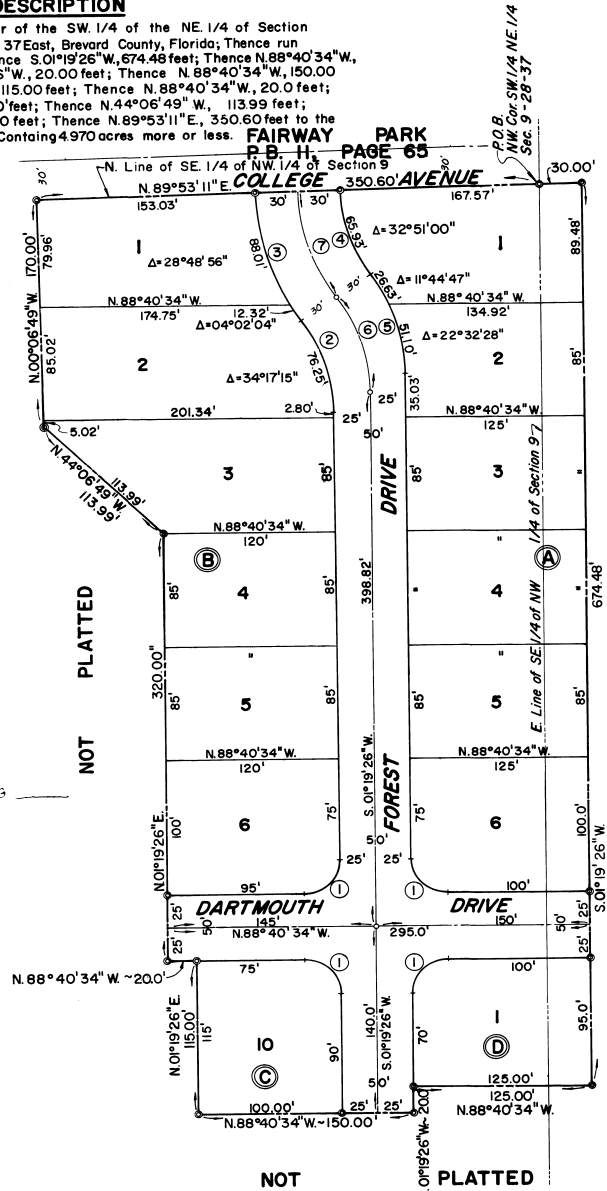 DESCRIPTION
er of the SW. 1/4 of the NE. 1/4 of Section
37 East, Brevard County, Florida; Thence run
nce S.01°19'26"W., 674.48 feet; Thence N.88°40'34"W.,
6"W., 20.00 feet; Thence N. 88°40'34"W., 150.00
115.00 feet; Thence N. 88°40'34"W., 20.0 feet;
0' feet; Thence N.44°06'49" W., 113.99 feet;
0 feet; Thence N.89°53'11"E., 350.60 feet to the
Containg 4.970 acres more or less.
FAIRWAY PARK
P.B. 11, PAGE 65
P.O.B.
NW. Cor. SW.1/4 NE.1/4
Sec. 9-28-37
N. Line of SE. 1/4 of NW. 1/4 of Section 9
30'
30'
30.00'
N. 89°53'11"E.
COLLEGE
350.60'
AVENUE
153.03'
30'
30'
167.57'
170.00'
79.96'
1
Δ=28°48'56"
88.01'
3
7
4
65.93'
Δ=32°51'00"
1
89.48'
30'
26.63'
Δ=11°44'47"
N.88°40'34"W.
174.75'
12.32'
Δ=04°02'04"
30'
N.88°40'34"W.
134.92'
N.00°06'49"W.
85.02'
2
2
76.25'
6
5
51.10'
Δ=22°32'28"
2
85'
Δ=34°17'15"
25'
35.03'
201.34'
2.80'
25'
50'
N.88°40'34"W.
125'
5.02'
N.44°06'49"W.
113.99'
113.99'
3
85'
DRIVE
85'
3
"
E. Line of SE.1/4 of NW 1/4 of Section 9
N.88°40'34"W.
120'
B
"
A
674.48'
NOT PLATTED
85'
4
85'
398.82'
"
4
"
320.00"
"
"
85'
5
85'
85'
5
85'
N.88°40'34"W.
120'
S.01°19'26"W.
N.88°40'34"W.
125'
FOREST
100'
6
75'
75'
6
100.0'
N.01°19'26"E.
50'
25'
25'
S.01°19'26"W.
95'
1
1
100'
25'
50'
DARTMOUTH
DRIVE
25'
145'
N.88°40'34"W.
295.0'
150'
50'
25'
25'
N.88°40'34"W.~20.0'
75'
1
1
100'
N.01°19'26"E.
115.00'
115'
10
C
90'
140.0'
S.01°19'26"W.
70'
1
D
95.0'
50'
125.00'
125.00'
N.88°40'34"W.
100.00'
25'
25'
N.88°40'34"W.~150.00'
.01°19'26"W.~20.0'
NOT PLATTED